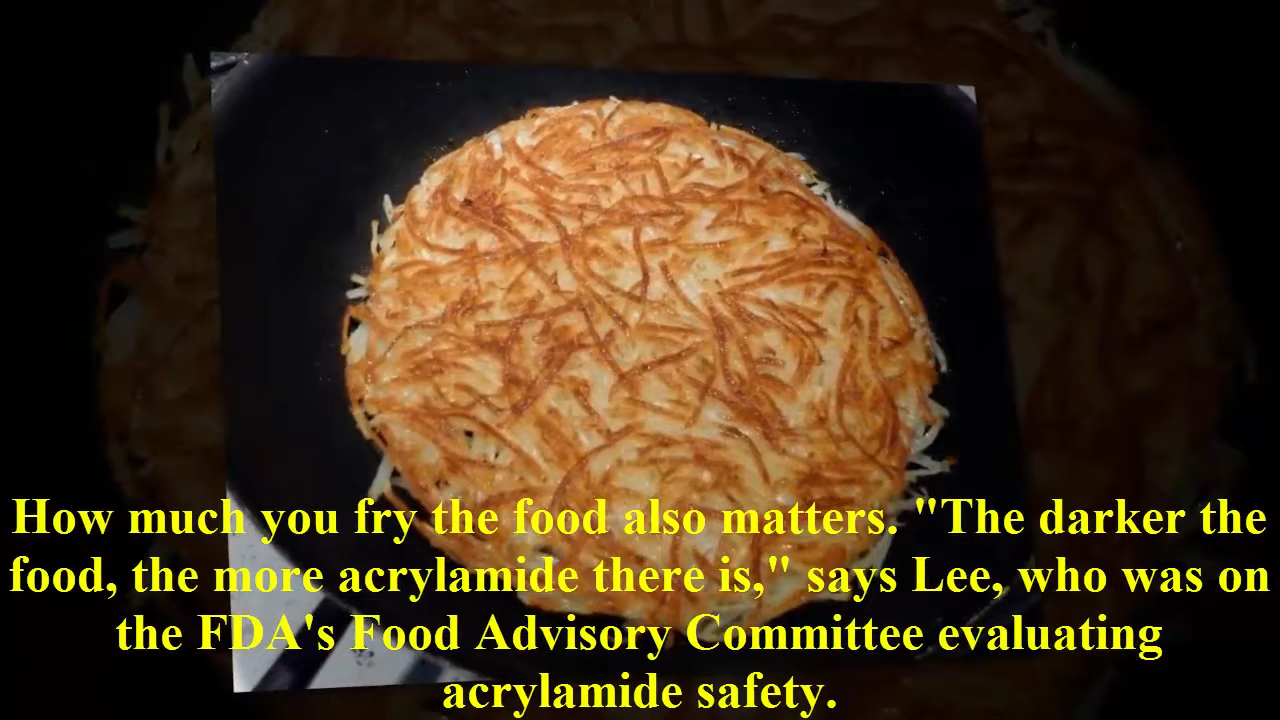 How much you fry the food also matters. "The darker the
food, the more acrylamide there is," says Lee, who was on
the FDA's Food Advisory Committee evaluating
acrylamide safety.